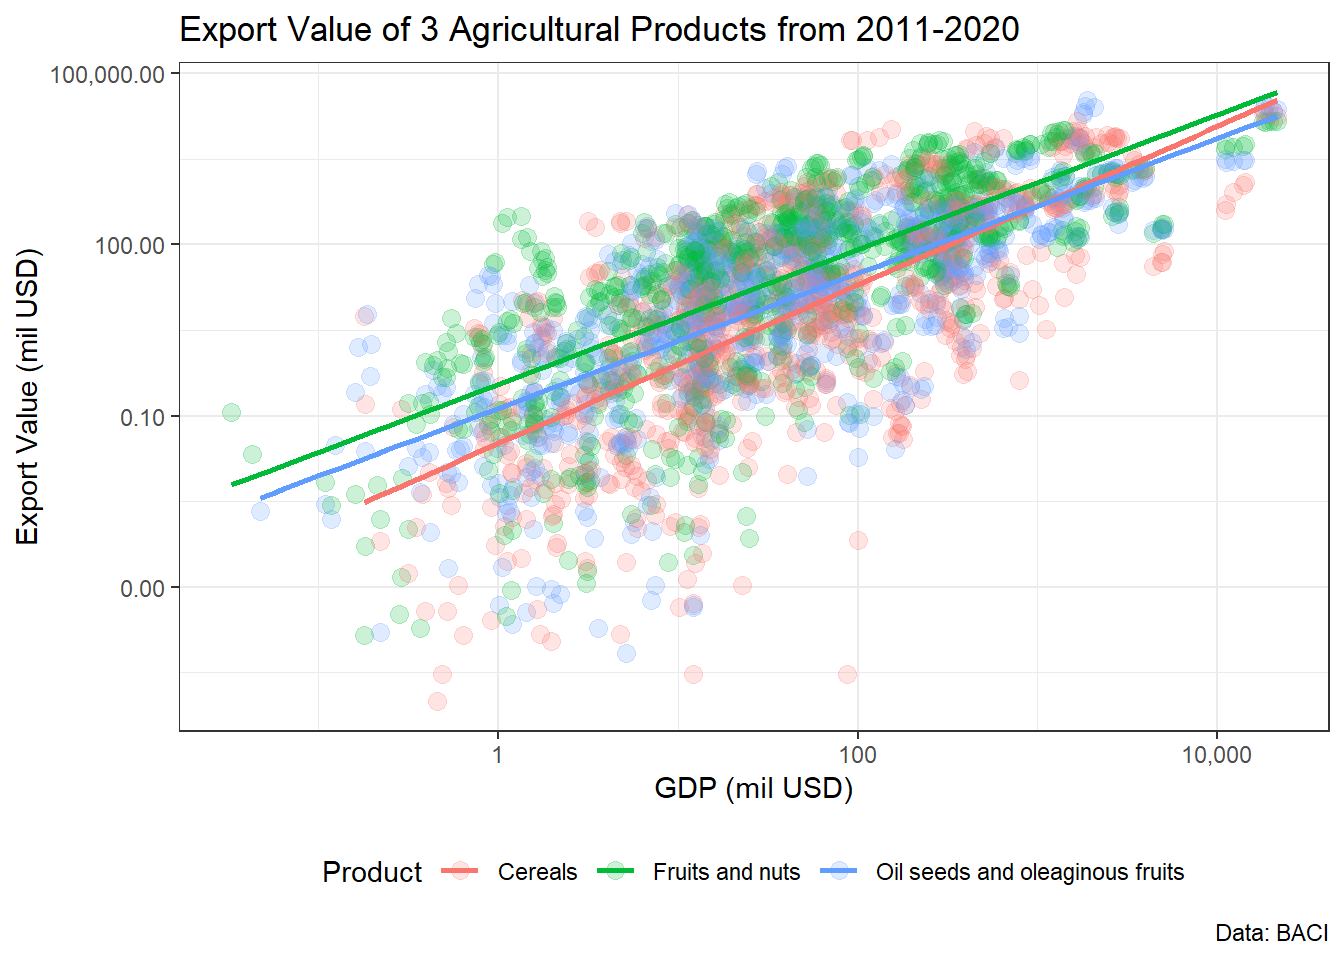 Export Value of 3 Agricultural Products from 2011-2020
Export Value (mil USD)
100,000.00
100.00
0.10
0.00
1
100
10,000
GDP (mil USD)
Product
Cereals
Fruits and nuts
Oil seeds and oleaginous fruits
Data: BACI